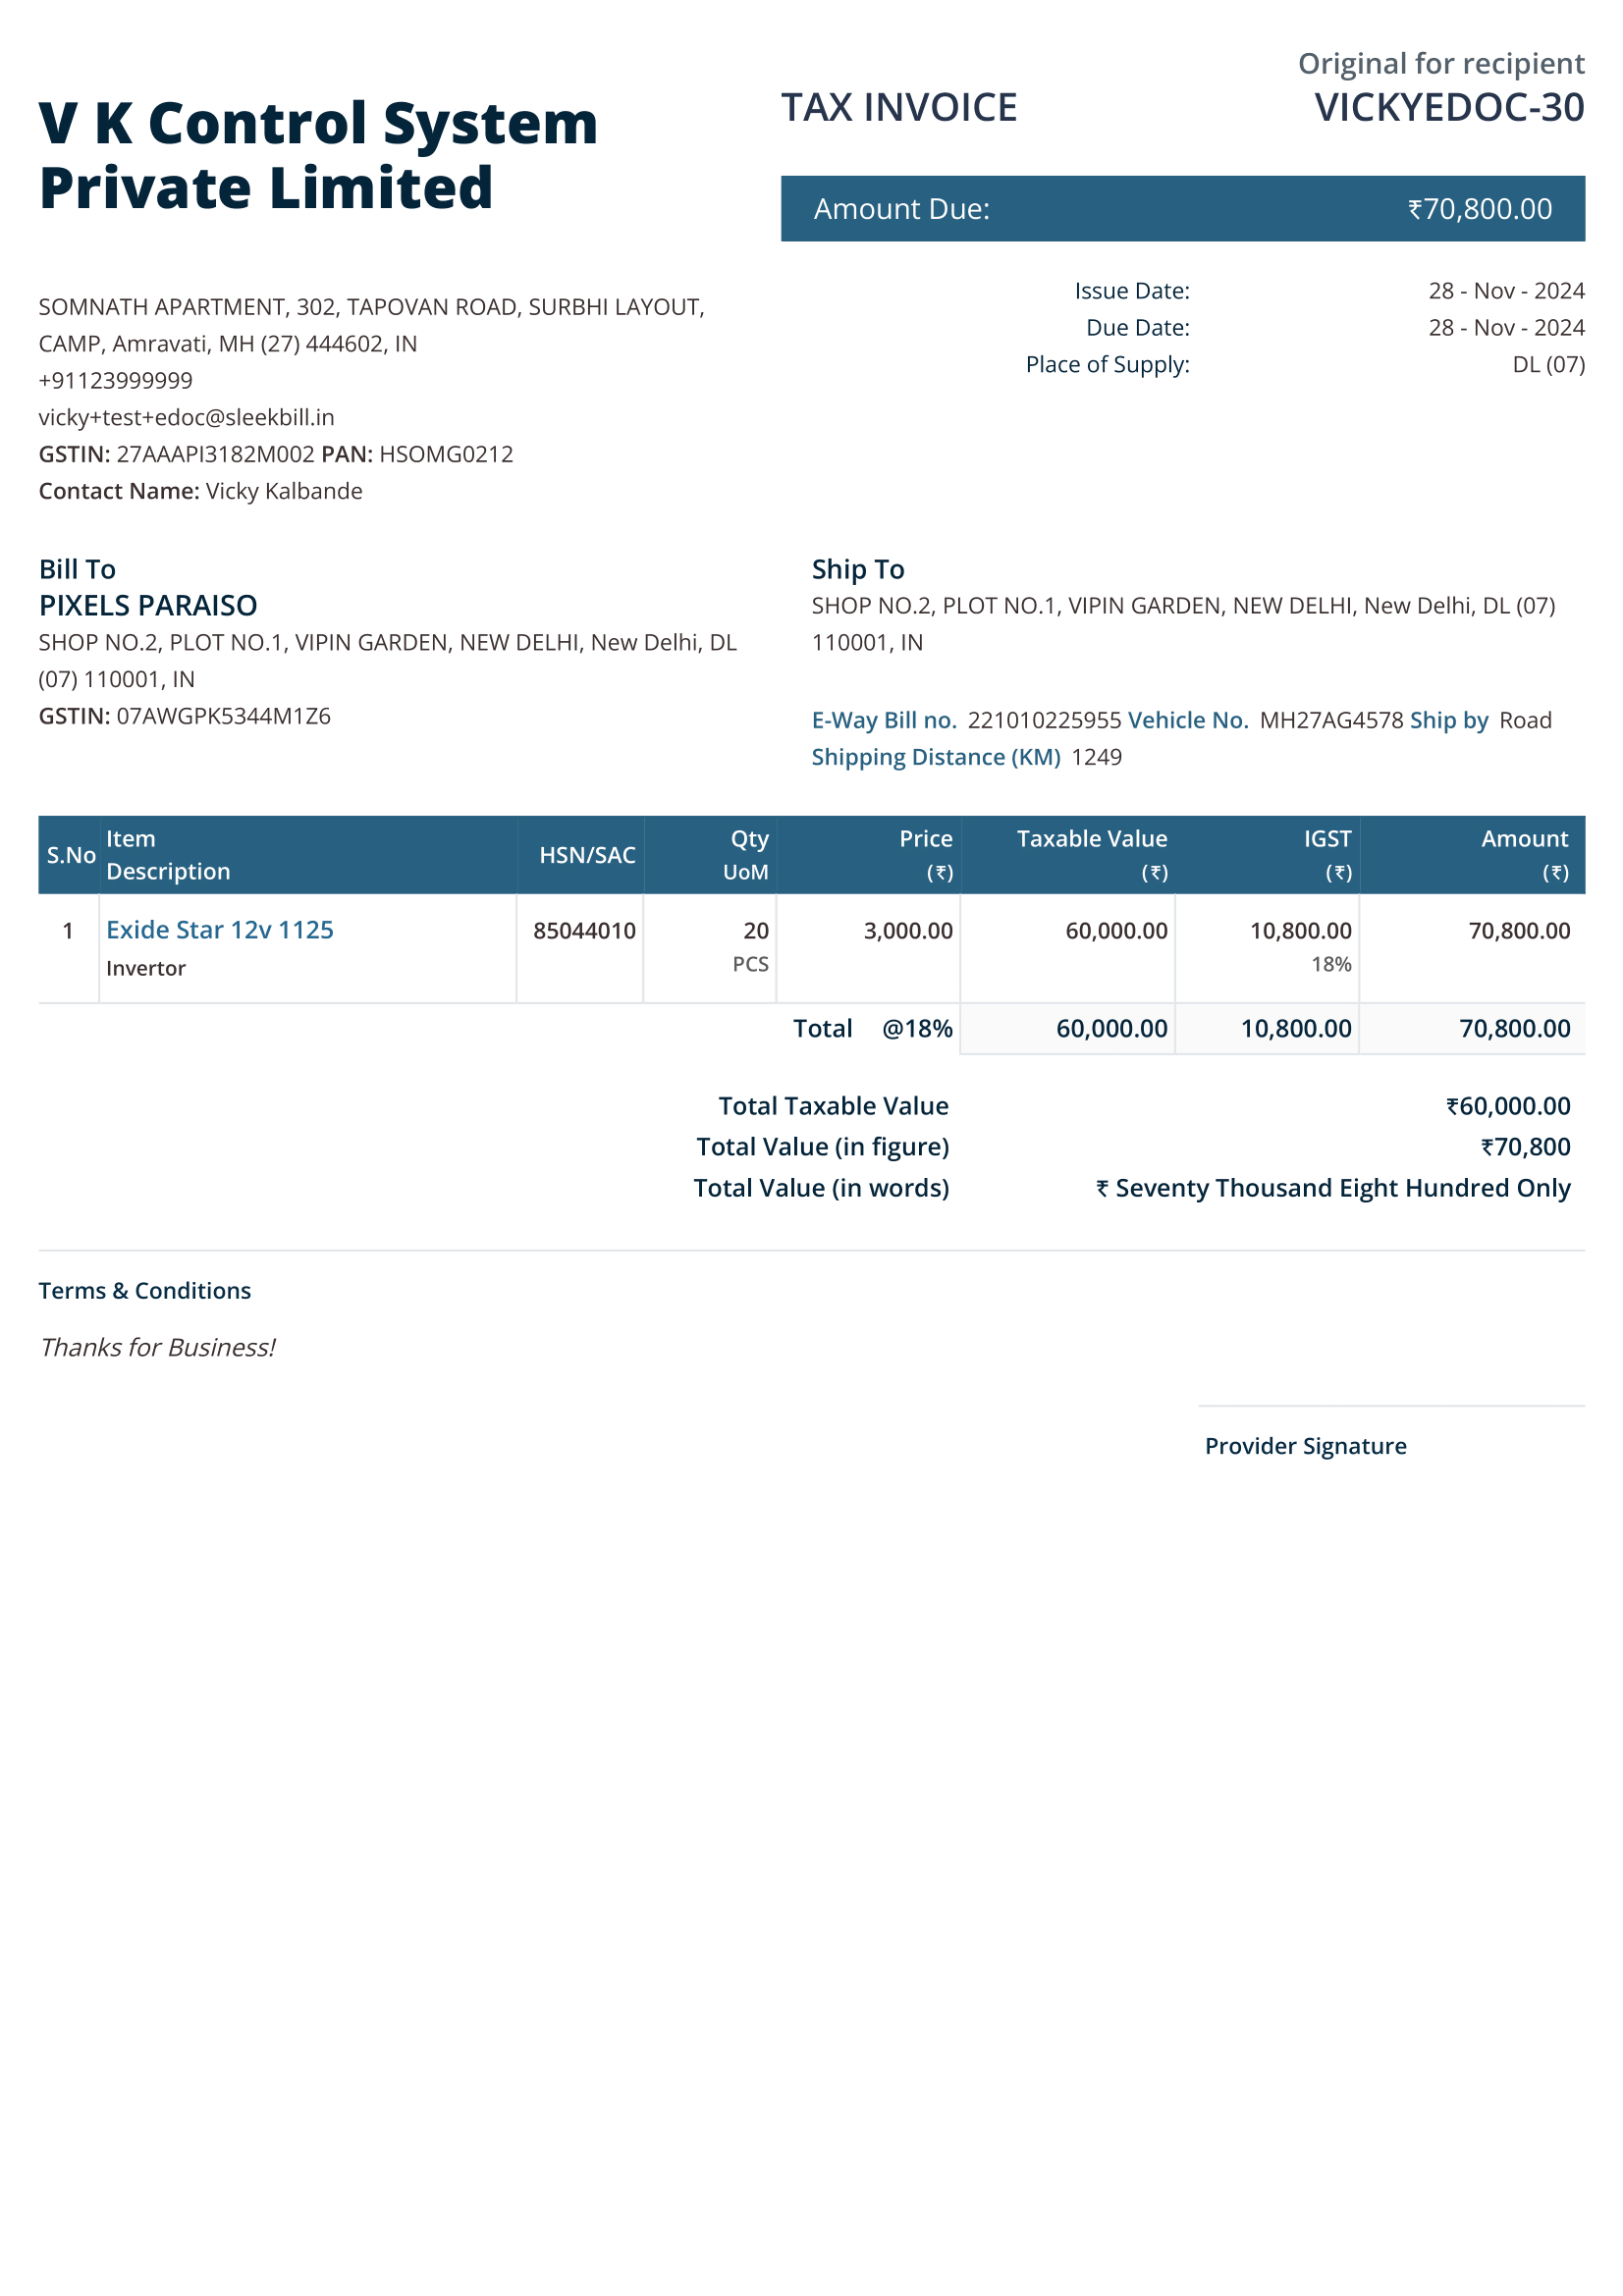 Original for recipient
V K Control System
Private Limited
TAX INVOICE VICKYEDOC-30
Amount Due: ₹70,800.00
SOMNATH APARTMENT, 302, TAPOVAN ROAD, SURBHI LAYOUT,
CAMP, Amravati, MH (27) 444602, IN
+91123999999
vicky+test+edoc@sleekbill.in
GSTIN: 27AAAPI3182M002 PAN: HSOMG0212
Contact Name: Vicky Kalbande
Issue Date: 28 - Nov - 2024
Due Date: 28 - Nov - 2024
Place of Supply: DL (07)
Bill To
PIXELS PARAISO
SHOP NO.2, PLOT NO.1, VIPIN GARDEN, NEW DELHI, New Delhi, DL
(07) 110001, IN
GSTIN: 07AWGPK5344M1Z6
Ship To
SHOP NO.2, PLOT NO.1, VIPIN GARDEN, NEW DELHI, New Delhi, DL (07)
110001, IN
E-Way Bill no. 221010225955 Vehicle No. MH27AG4578 Ship by Road
Shipping Distance (KM) 1249
S.No Item Description HSN/SAC Qty UoM Price (₹) Taxable Value (₹) IGST (₹) Amount (₹)
1 Exide Star 12v 1125 85044010 20 3,000.00 60,000.00 10,800.00 70,800.00
Invertor PCS 18%
Total @18% 60,000.00 10,800.00 70,800.00
Total Taxable Value ₹60,000.00
Total Value (in figure) ₹70,800
Total Value (in words) ₹ Seventy Thousand Eight Hundred Only
Terms & Conditions
Thanks for Business!
Provider Signature